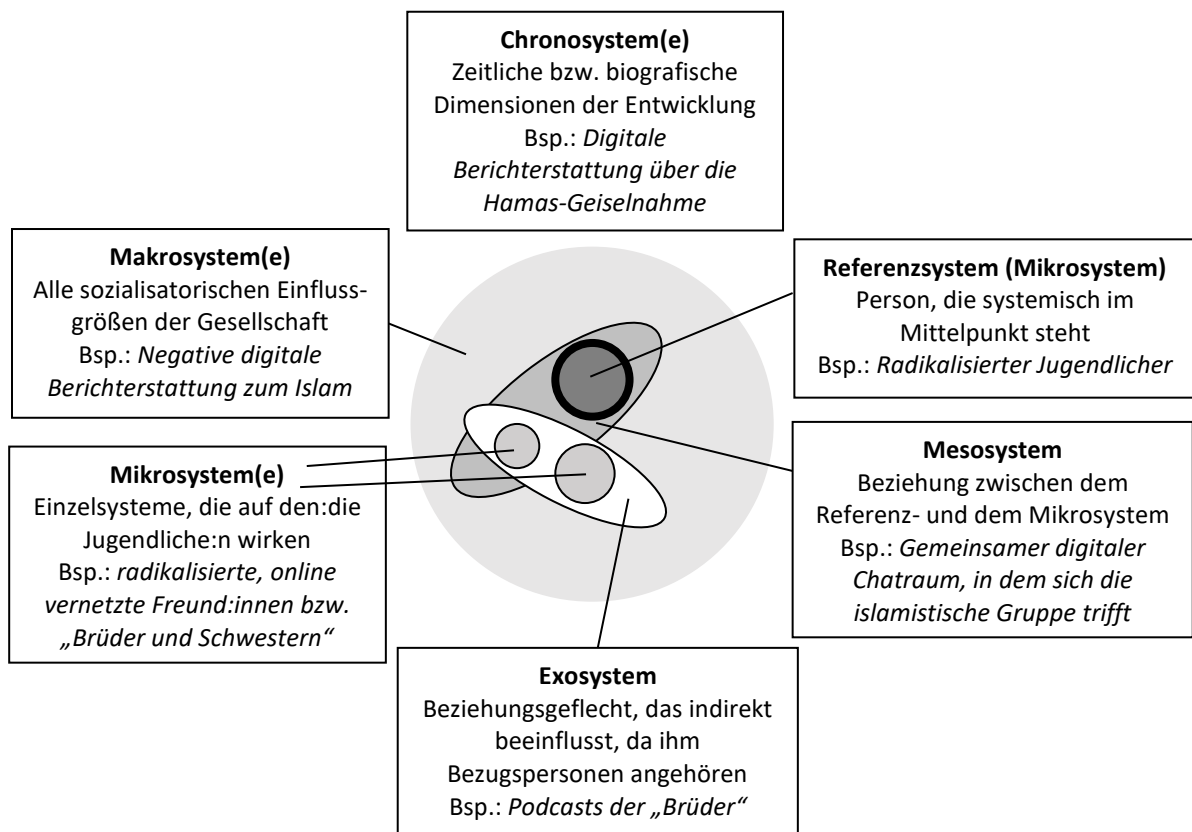 Chronosystem(e)
Zeitliche bzw. biografische
Dimensionen der Entwicklung
Bsp.: Digitale
Berichterstattung über die
Hamas-Geiselnahme
Makrosystem(e)
Alle sozialisatorischen Einfluss-
größen der Gesellschaft
Bsp.: Negative digitale
Berichterstattung zum Islam
Referenzsystem (Mikrosystem)
Person, die systemisch im
Mittelpunkt steht
Bsp.: Radikalisierter Jugendlicher
Mikrosystem(e)
Einzelsysteme, die auf den:die
Jugendliche:n wirken
Bsp.: radikalisierte, online
vernetzte Freund:innen bzw.
„Brüder und Schwestern“
Mesosystem
Beziehung zwischen dem
Referenz- und dem Mikrosystem
Bsp.: Gemeinsamer digitaler
Chatraum, in dem sich die
islamistische Gruppe trifft
Exosystem
Beziehungsgeflecht, das indirekt
beeinflusst, da ihm
Bezugspersonen angehören
Bsp.: Podcasts der „Brüder“